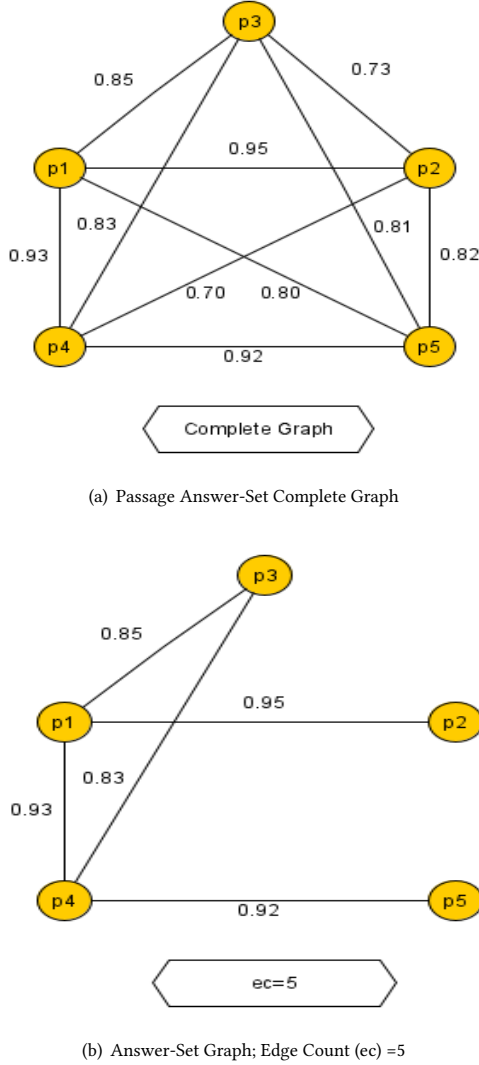 p3
0.85
0.73
p1
0.95
p2
0.83
0.81
0.93
0.82
0.70
0.80
p4
p5
0.92
Complete Graph
(a) Passage Answer-Set Complete Graph
p3
0.85
0.95
p1
p2
0.83
0.93
p4
p5
0.92
ec=5
(b) Answer-Set Graph; Edge Count (ec) =5